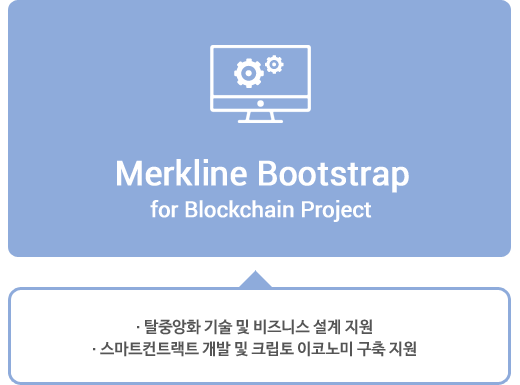 Merkline Bootstrap
for Blockchain Project
· 탈중앙화 기술 및 비즈니스 설계 지원
· 스마트컨트랙트 개발 및 크립토 이코노미 구축 지원